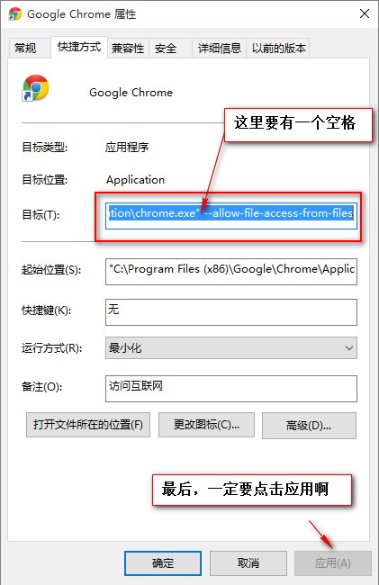 Google Chrome 属性
常规 快捷方式 兼容性 安全 详细信息 以前的版本
Google Chrome
这里要有一个空格
目标类型: 应用程序
目标位置: Application
目标(T): ition\chrome.exe" --allow-file-access-from-files
起始位置(S): "C:\Program Files (x86)\Google\Chrome\Applic
快捷键(K): 无
运行方式(R): 最小化
备注(O): 访问互联网
打开文件所在的位置(F) 更改图标(C)... 高级(D)...
最后，一定要点击应用啊
确定 取消 应用(A)